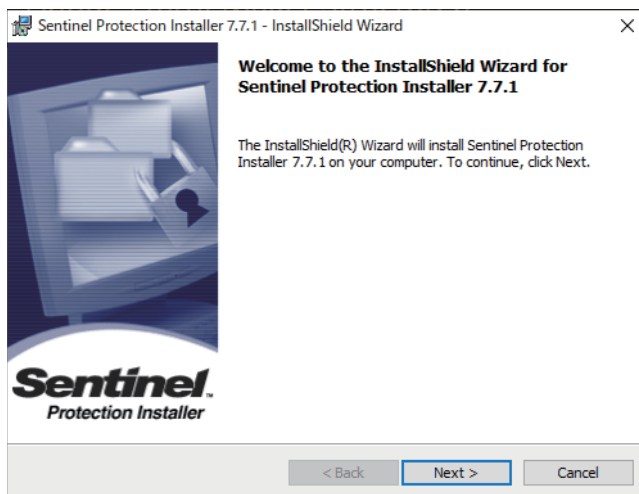 Sentinel Protection Installer 7.7.1 - InstallShield Wizard
Welcome to the InstallShield Wizard for
Sentinel Protection Installer 7.7.1
The InstallShield(R) Wizard will install Sentinel Protection
Installer 7.7.1 on your computer. To continue, click Next.
Sentinel™
Protection Installer
< Back
Next >
Cancel